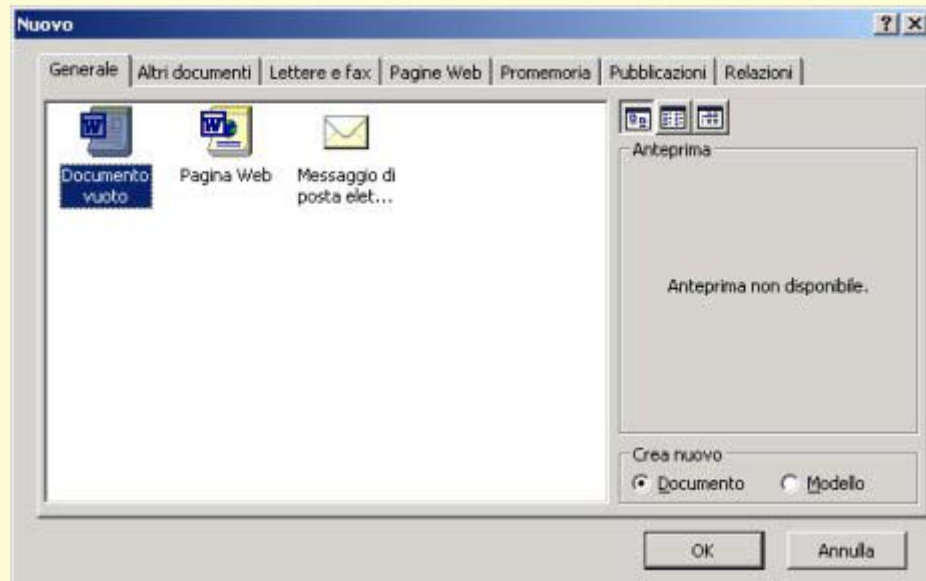 Nuovo
Generale Altri documenti Lettere e fax Pagine Web Promemoria Pubblicazioni Relazioni
Documento vuoto
Pagina Web
Messaggio di posta elet...
Anteprima
Anteprima non disponibile.
Crea nuovo
Documento Modello
OK Annulla